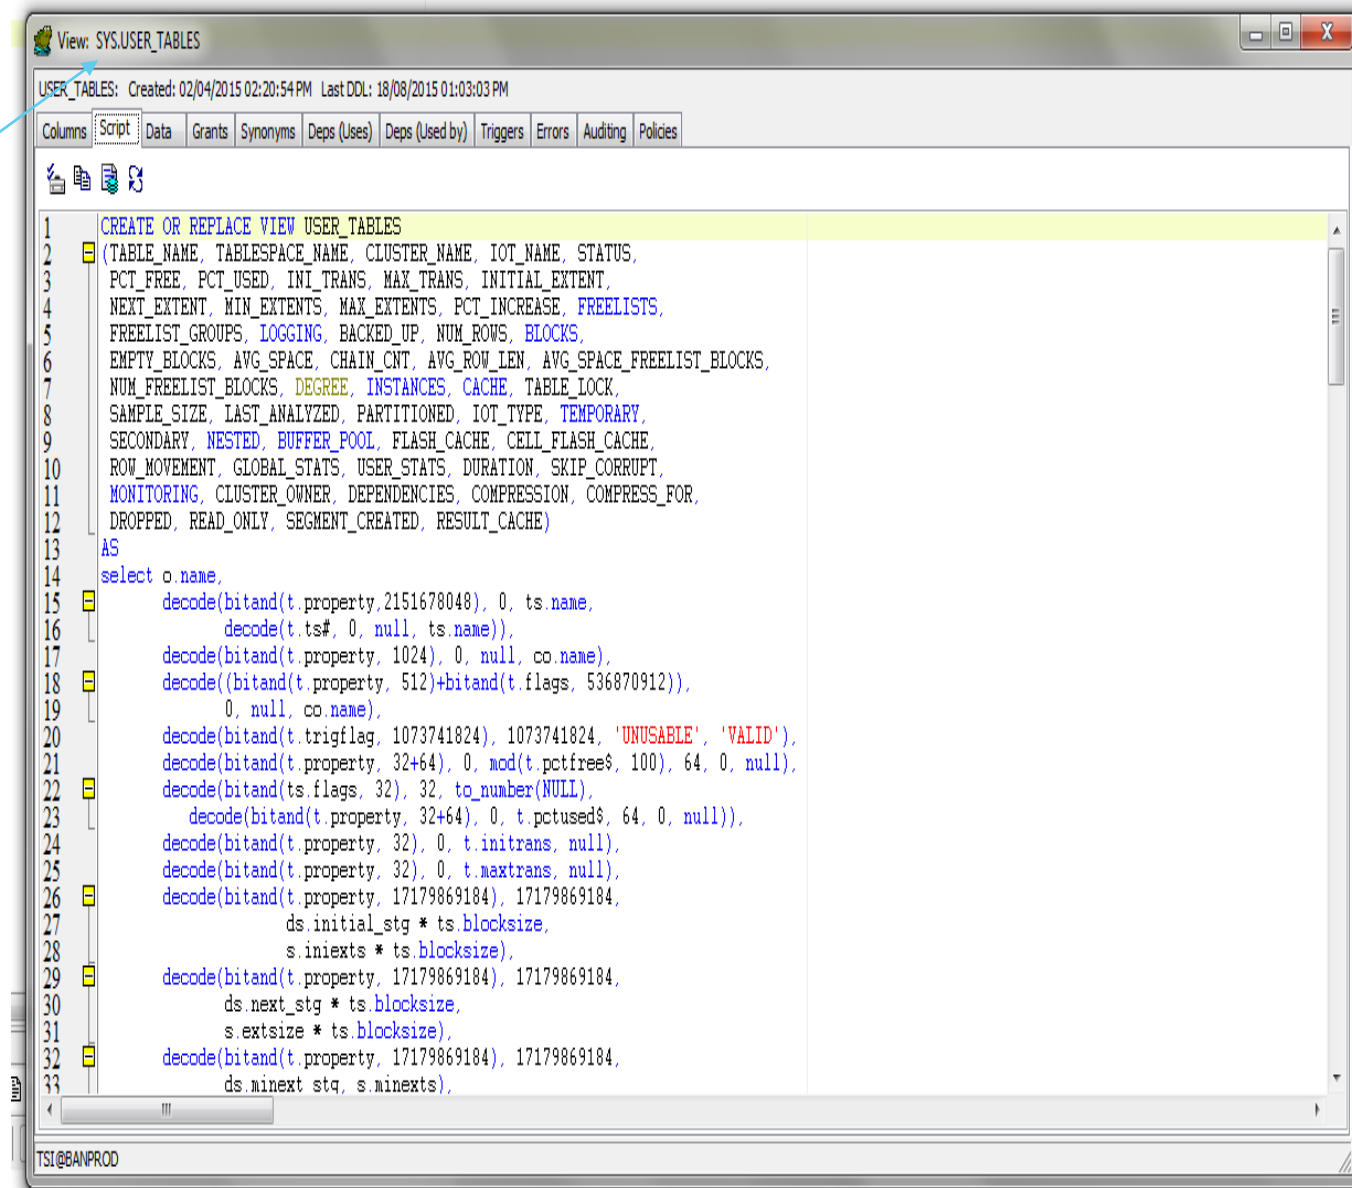 View: SYS.USER_TABLES
USER_TABLES: Created: 02/04/2015 02:20:54 PM Last DDL: 18/08/2015 01:03:03 PM
Columns Script Data Grants Synonyms Deps (Uses) Deps (Used by) Triggers Errors Auditing Policies
1 CREATE OR REPLACE VIEW USER_TABLES
2 (TABLE_NAME, TABLESPACE_NAME, CLUSTER_NAME, IOT_NAME, STATUS,
3 PCT_FREE, PCT_USED, INI_TRANS, MAX_TRANS, INITIAL_EXTENT,
4 NEXT_EXTENT, MIN_EXTENTS, MAX_EXTENTS, PCT_INCREASE, FREELISTS,
5 FREELIST_GROUPS, LOGGING, BACKED_UP, NUM_ROWS, BLOCKS,
6 EMPTY_BLOCKS, AVG_SPACE, CHAIN_CNT, AVG_ROW_LEN, AVG_SPACE_FREELIST_BLOCKS,
7 NUM_FREELIST_BLOCKS, DEGREE, INSTANCES, CACHE, TABLE_LOCK,
8 SAMPLE_SIZE, LAST_ANALYZED, PARTITIONED, IOT_TYPE, TEMPORARY,
9 SECONDARY, NESTED, BUFFER_POOL, FLASH_CACHE, CELL_FLASH_CACHE,
10 ROW_MOVEMENT, GLOBAL_STATS, USER_STATS, DURATION, SKIP_CORRUPT,
11 MONITORING, CLUSTER_OWNER, DEPENDENCIES, COMPRESSION, COMPRESS_FOR,
12 DROPPED, READ_ONLY, SEGMENT_CREATED, RESULT_CACHE)
13 AS
14 select o.name,
15 decode(bitand(t.property,2151678048), 0, ts.name,
16 decode(t.ts#, 0, null, ts.name)),
17 decode(bitand(t.property, 1024), 0, null, co.name),
18 decode((bitand(t.property, 512)+bitand(t.flags, 536870912)),
19 0, null, co.name),
20 decode(bitand(t.trigflag, 1073741824), 1073741824, 'UNUSABLE', 'VALID'),
21 decode(bitand(t.property, 32+64), 0, mod(t.pctfree$, 100), 64, 0, null),
22 decode(bitand(ts.flags, 32), 32, to_number(NULL),
23 decode(bitand(t.property, 32+64), 0, t.pctused$, 64, 0, null)),
24 decode(bitand(t.property, 32), 0, t.initrans, null),
25 decode(bitand(t.property, 32), 0, t.maxtrans, null),
26 decode(bitand(t.property, 17179869184), 17179869184,
27 ds.initial_stg * ts.blocksize,
28 s.iniexts * ts.blocksize),
29 decode(bitand(t.property, 17179869184), 17179869184,
30 ds.next_stg * ts.blocksize,
31 s.extsize * ts.blocksize),
32 decode(bitand(t.property, 17179869184), 17179869184,
33 ds.minext_stg, s.minexts),
TSI@BANPROD